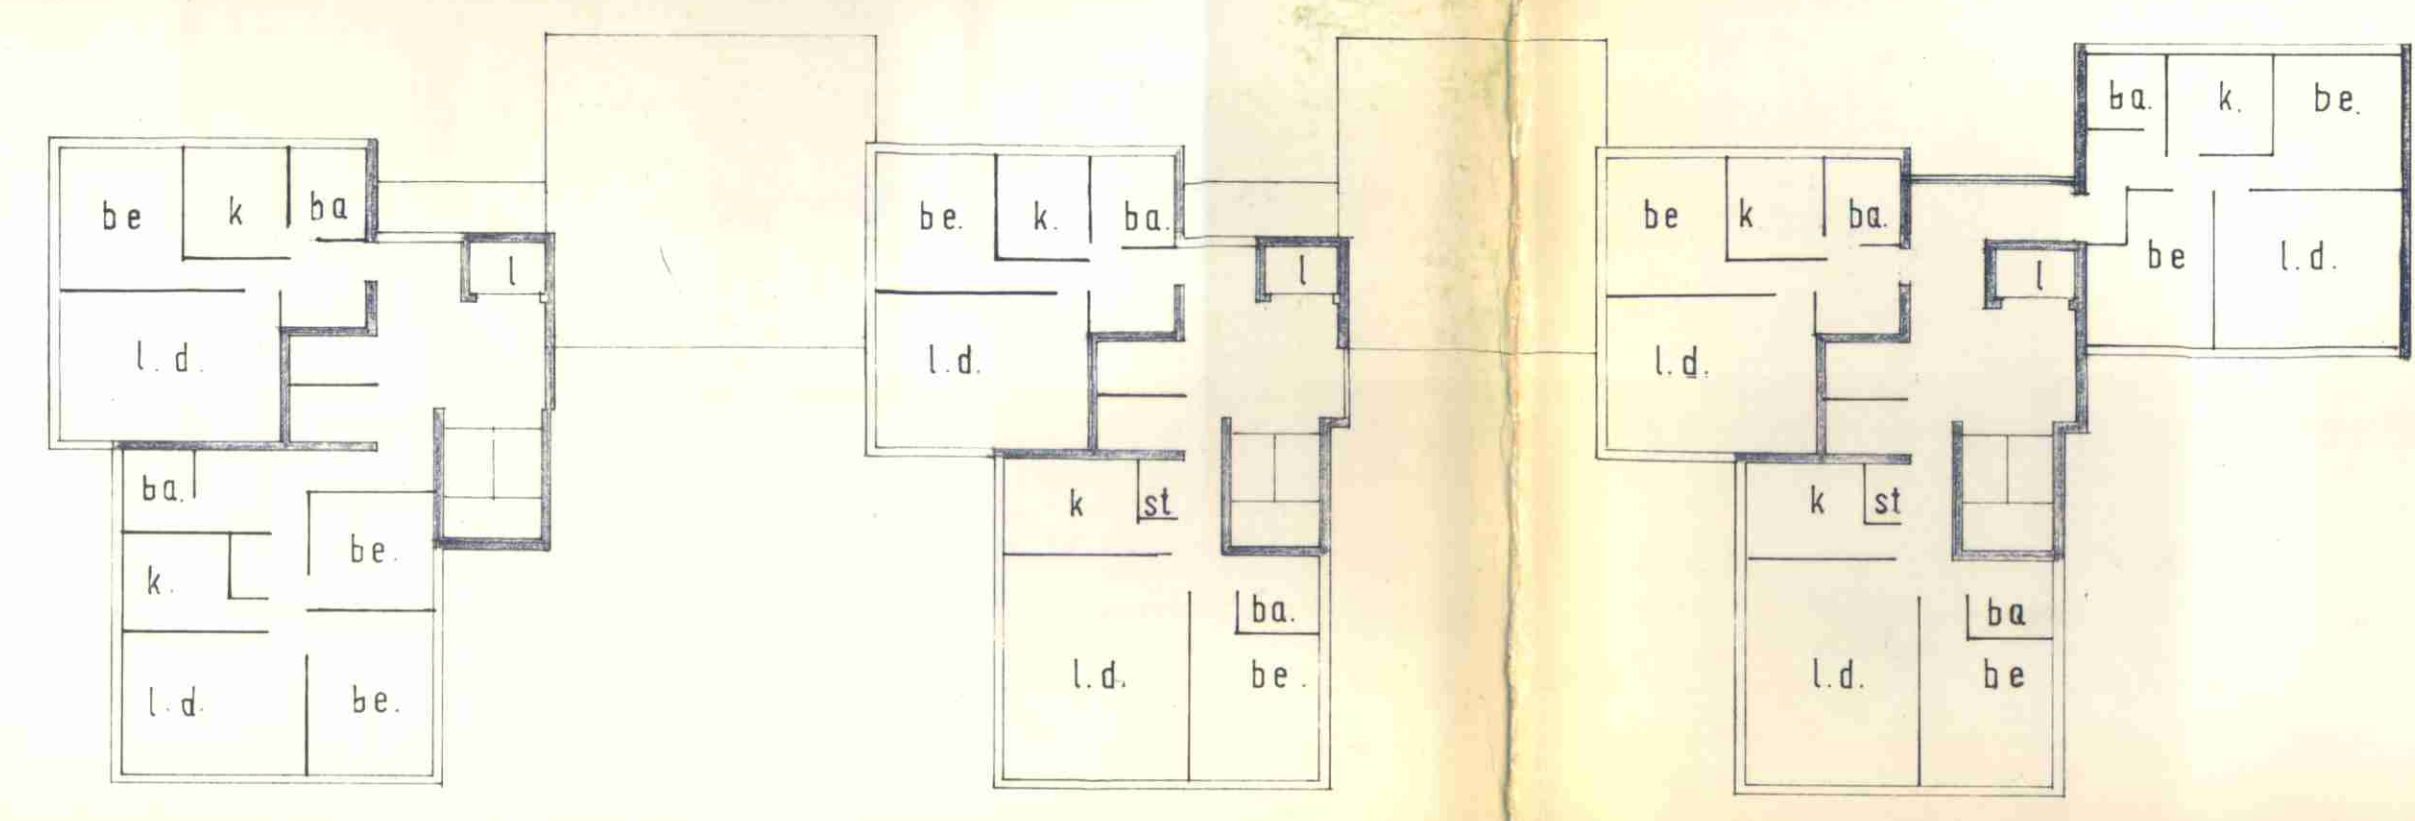 be k ba
l
l.d.
ba.
be.
k.
l.d. be.
be. k. ba.
l
l.d.
k st
ba.
l.d. be.
be k. ba.
l
l.d.
k st
ba
l.d. be
ba. k. be.
be l.d.